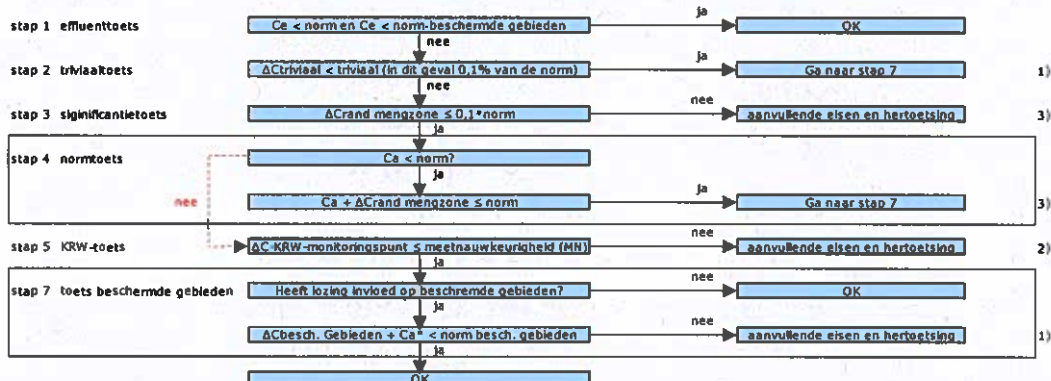 ja
stap 1 effluenttoets Ce < norm en Ce < norm-beschermde gebieden OK
nee
ja
stap 2 triviaaltoets ΔCtriviaal < triviaal (in dit geval 0,1% van de norm) Ga naar stap 7 1)
nee
nee
stap 3 siginificantietoets ΔCrand mengzone ≤ 0,1*norm aanvullende eisen en hertoetsing 3)
ja
stap 4 normtoets Ca < norm?
ja
ja
nee Ca + ΔCrand mengzone ≤ norm Ga naar stap 7 3)
nee
stap 5 KRW-toets ΔC KRW-monitoringspunt ≤ meetnauwkeurigheid (MN) aanvullende eisen en hertoetsing 2)
ja
nee
stap 7 toets beschermde gebieden Heeft lozing invloed op beschremde gebieden? OK
ja
nee
ΔCbesch. Gebieden + Ca* < norm besch. gebieden aanvullende eisen en hertoetsing 1)
ja
OK